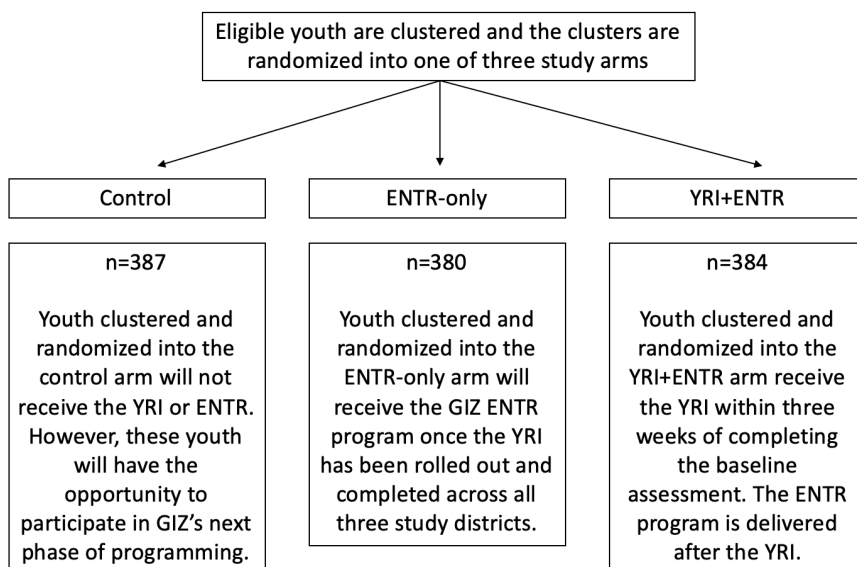 Eligible youth are clustered and the clusters are
randomized into one of three study arms
Control
ENTR-only
YRI+ENTR
n=387
Youth clustered and
randomized into the
control arm will not
receive the YRI or ENTR.
However, these youth
will have the
opportunity to
participate in GIZ’s next
phase of programming.
n=380
Youth clustered and
randomized into the
ENTR-only arm will
receive the GIZ ENTR
program once the YRI
has been rolled out and
completed across all
three study districts.
n=384
Youth clustered and
randomized into the
YRI+ENTR arm receive
the YRI within three
weeks of completing
the baseline
assessment. The ENTR
program is delivered
after the YRI.